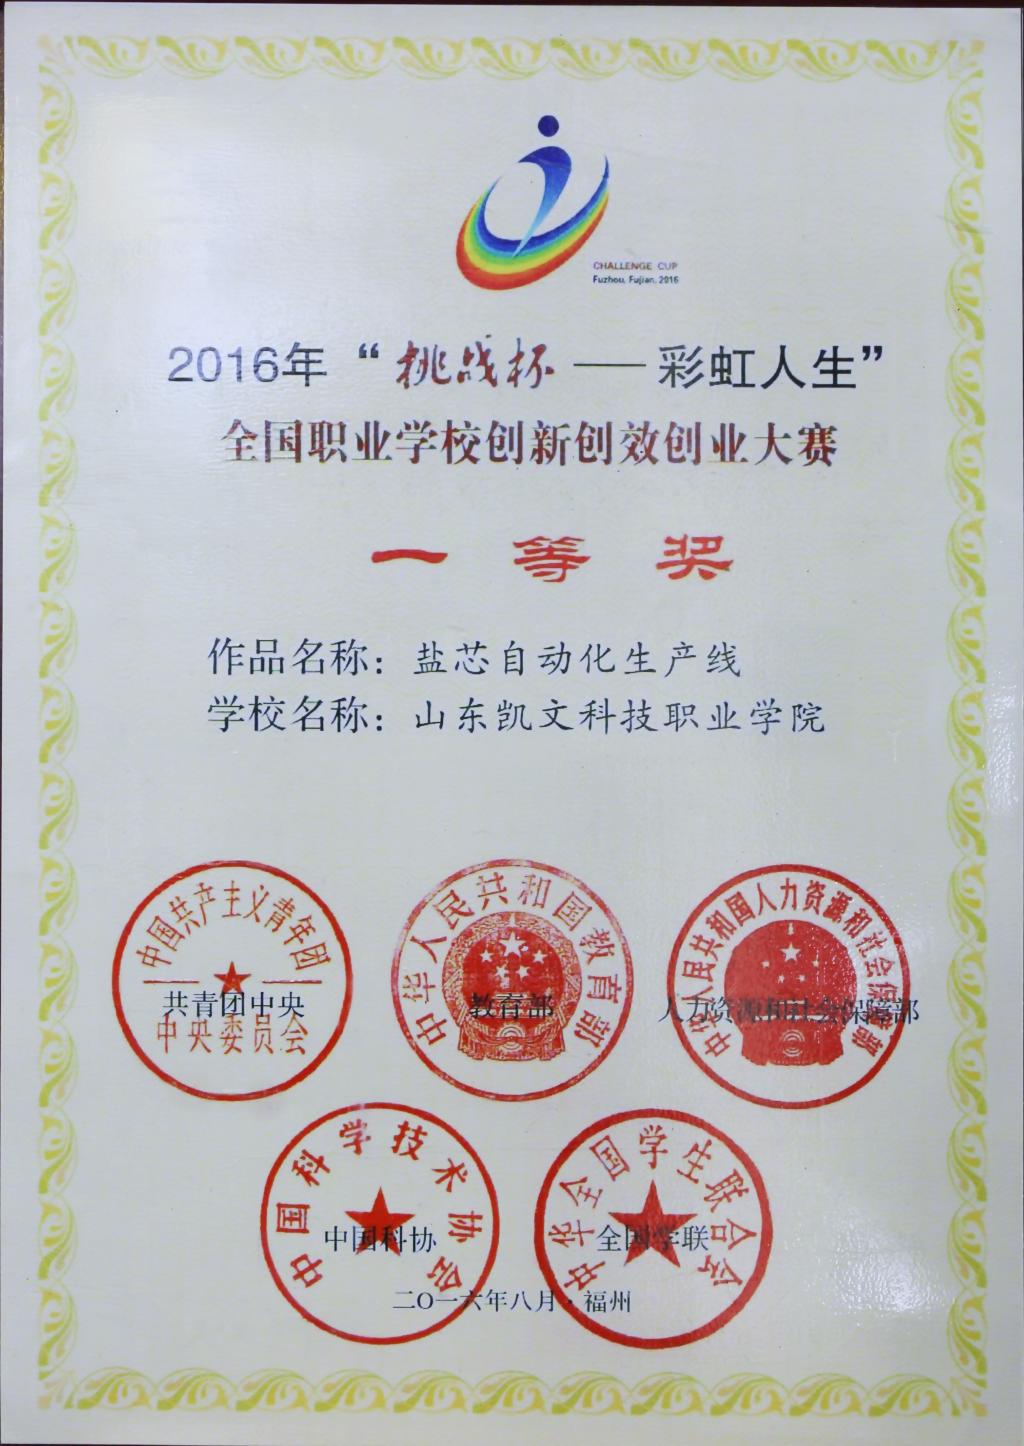 CHALLENGE CUP
Fuzhou, Fujian, 2016
2016年“挑战杯——彩虹人生”
全国职业学校创新创效创业大赛
一等奖
作品名称：盐芯自动化生产线
学校名称：山东凯文科技职业学院
中国共产主义青年团
共青团中央
中央委员会
中华人民共和国教育部
教育部
中华人民共和国人力资源和社会保障部
人力资源和社会保障部
中国科学技术协会
中国科协
中华全国学生联合会
全国学联
二〇一六年八月·福州